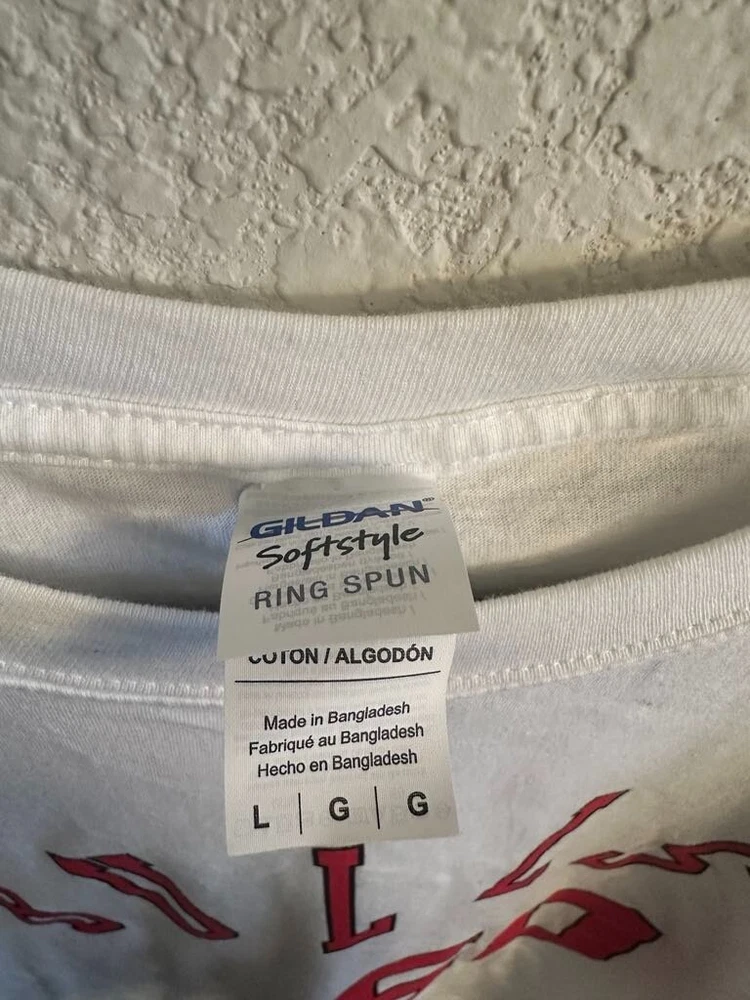 GILDAN®
Softstyle
RING SPUN
COTON / ALGODÓN
Made in Bangladesh
Fabriqué au Bangladesh
Hecho en Bangladesh
L | G | G
L